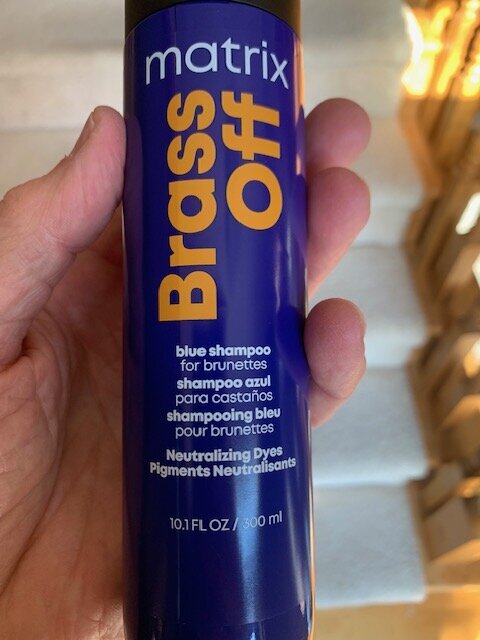 matrix
Brass
Off
blue shampoo
for brunettes
shampoo azul
para castaños
shampooing bleu
pour brunettes
Neutralizing Dyes
Pigments Neutralisants
10.1 FL OZ / 300 ml